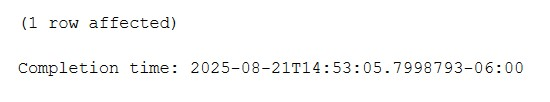 (1 row affected)
Completion time: 2025-08-21T14:53:05.7998793-06:00